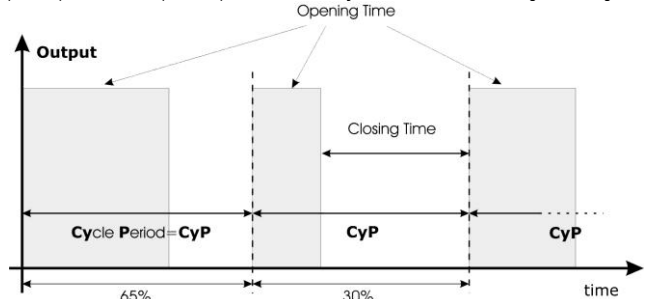 Opening Time
Output
Closing Time
Cycle Period=CyP
CyP
CyP
65%
30%
time